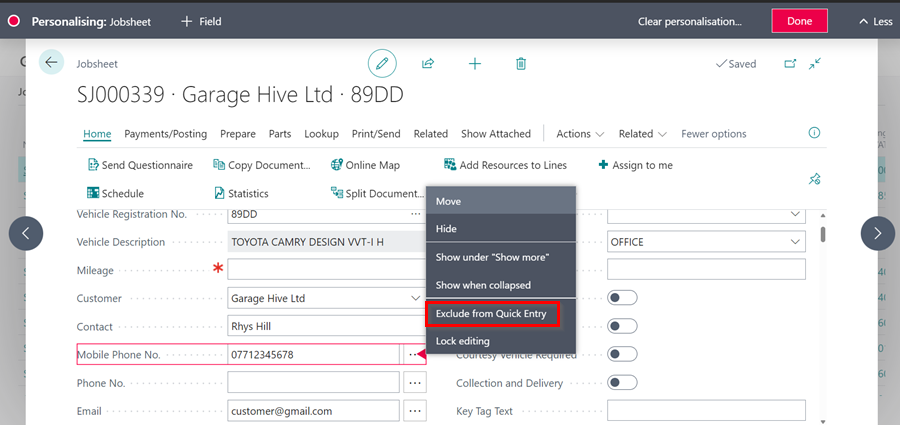 Personalising: Jobsheet + Field Clear personalisation... Done Less
Jobsheet Saved
SJ000339 · Garage Hive Ltd · 89DD
Home Payments/Posting Prepare Parts Lookup Print/Send Related Show Attached Actions Related Fewer options
Send Questionnaire Copy Document... Online Map Add Resources to Lines Assign to me
Schedule Statistics Split Document...
Move
Hide
Show under "Show more"
Show when collapsed
Exclude from Quick Entry
Lock editing
Vehicle Registration No. 89DD
Vehicle Description TOYOTA CAMRY DESIGN VVT-I H OFFICE
Mileage
Customer Garage Hive Ltd
Contact Rhys Hill
Mobile Phone No. 07712345678 Courtesy Vehicle Required
Phone No. Collection and Delivery
Email customer@gmail.com Key Tag Text